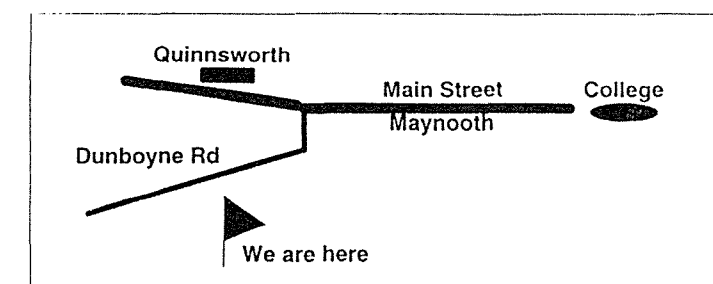 Quinnsworth
Main Street
College
Maynooth
Dunboyne Rd
We are here